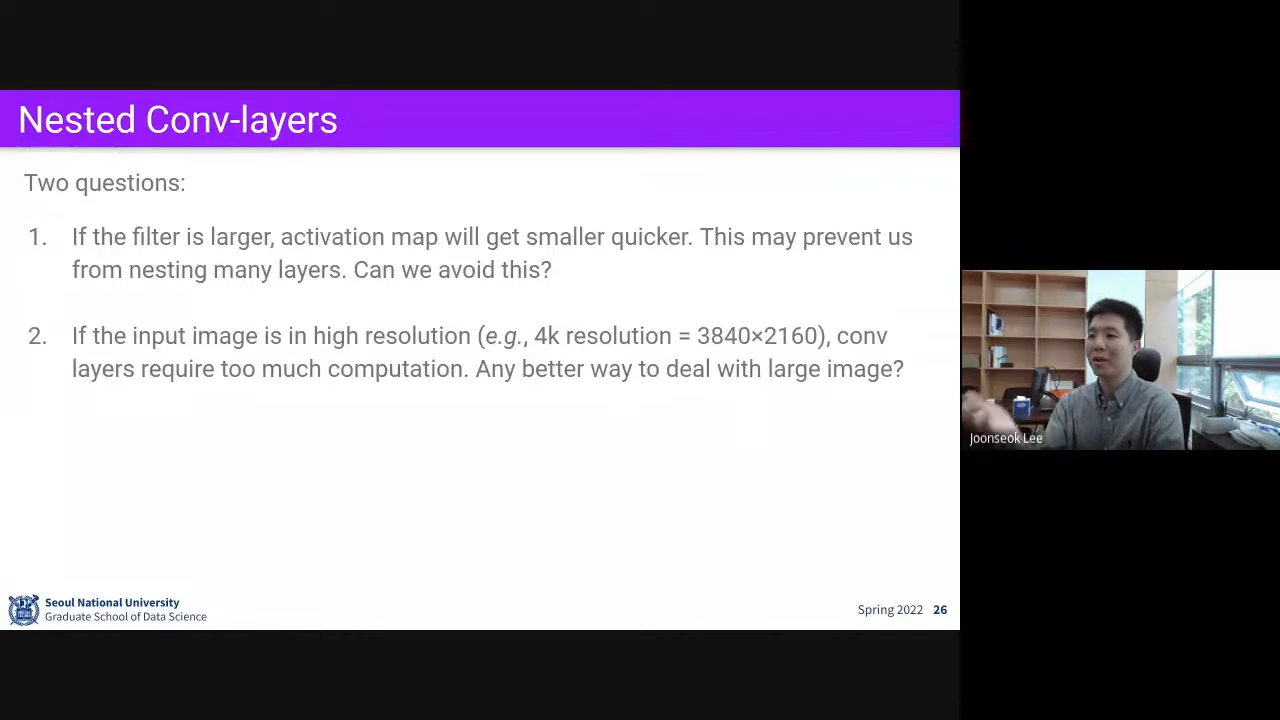 Nested Conv-layers
Two questions:
1. If the filter is larger, activation map will get smaller quicker. This may prevent us
from nesting many layers. Can we avoid this?
2. If the input image is in high resolution (e.g., 4k resolution = 3840×2160), conv
layers require too much computation. Any better way to deal with large image?
Joonseok Lee
Seoul National University
Graduate School of Data Science
Spring 2022 26